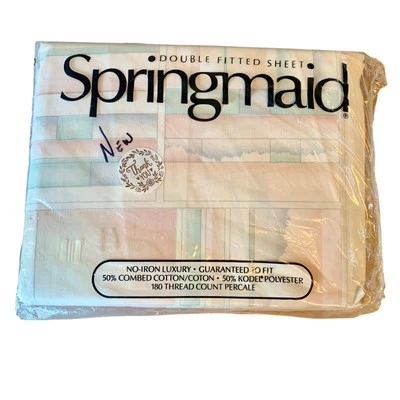 DOUBLE FITTED SHEET
Springmaid®
New
Thank
YOU
NO-IRON LUXURY • GUARANTEED TO FIT
50% COMBED COTTON/COTON • 50% KODEL POLYESTER
180 THREAD COUNT PERCALE